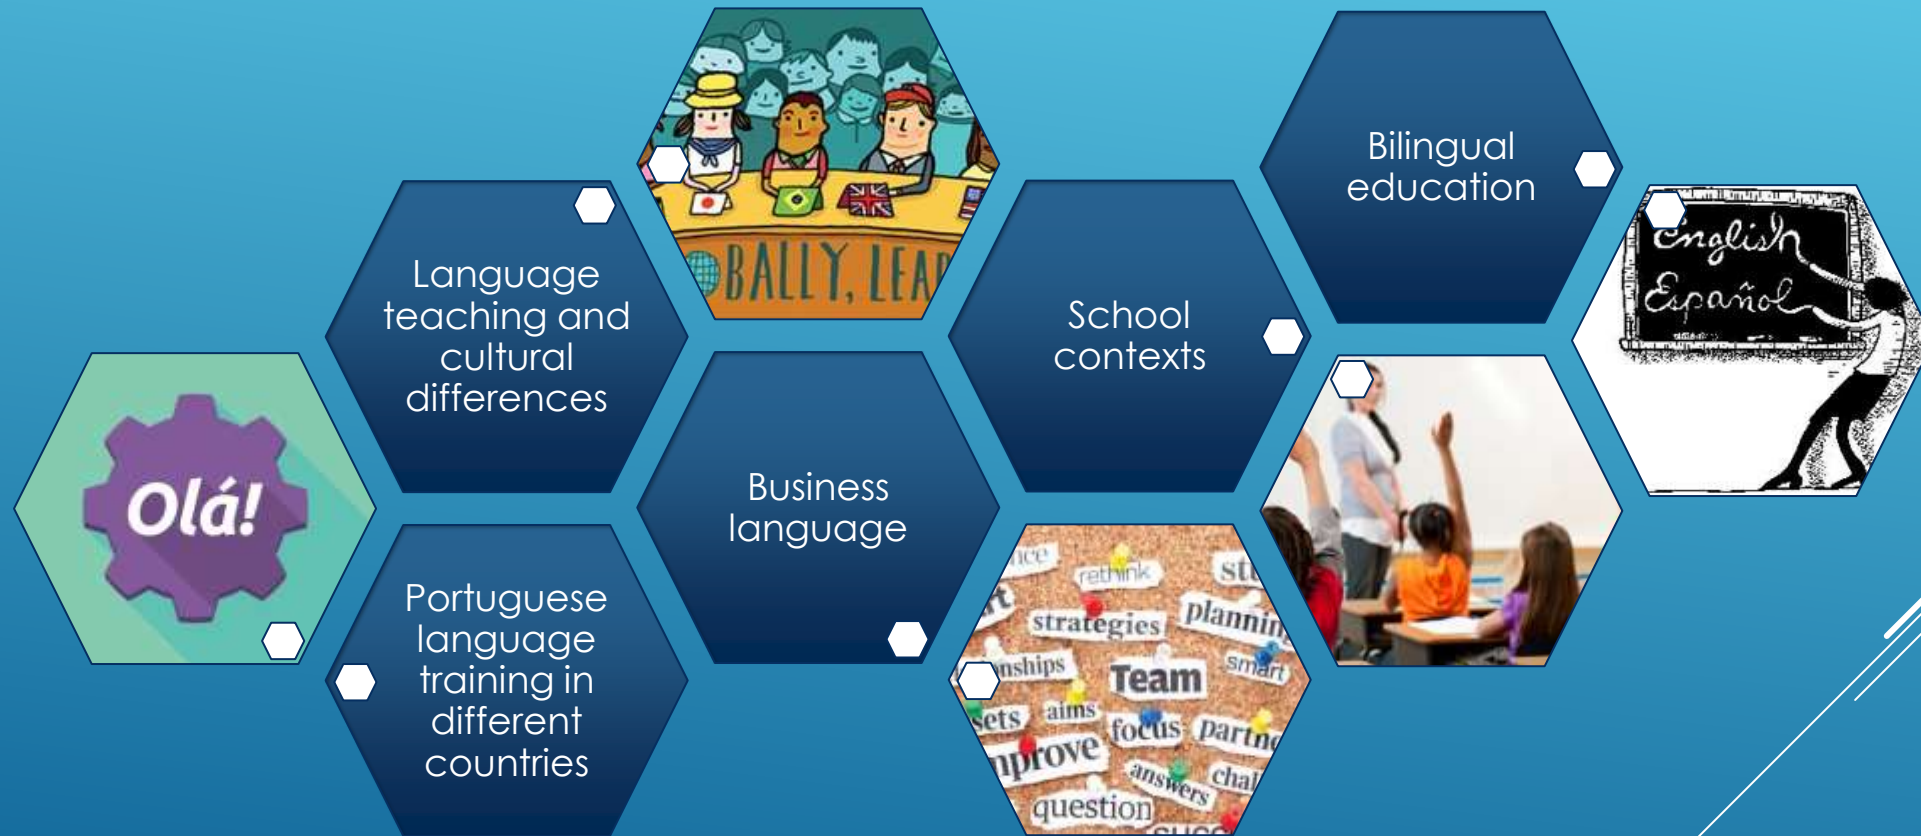 Olá!
Language
teaching and
cultural
differences
Portuguese
language
training in
different
countries
BALLY, LEAR
Business
language
School
contexts
rethink
strategies
planning
Team
smart
aims
focus
improve
answers
question
Bilingual
education
English
Español